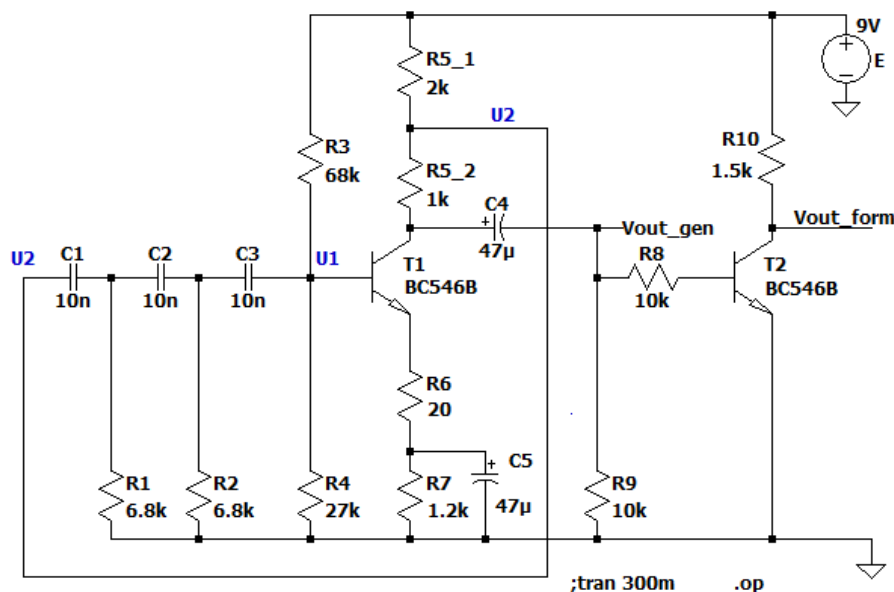 9V
E
R5_1
2k
U2
R3
68k
R10
1.5k
R5_2
1k
C4
47µ
Vout_gen
Vout_form
U2
C1
10n
C2
10n
C3
10n
U1
T1
BC546B
R8
10k
T2
BC546B
R6
20
C5
47µ
R1
6.8k
R2
6.8k
R4
27k
R7
1.2k
R9
10k
;tran 300m .op